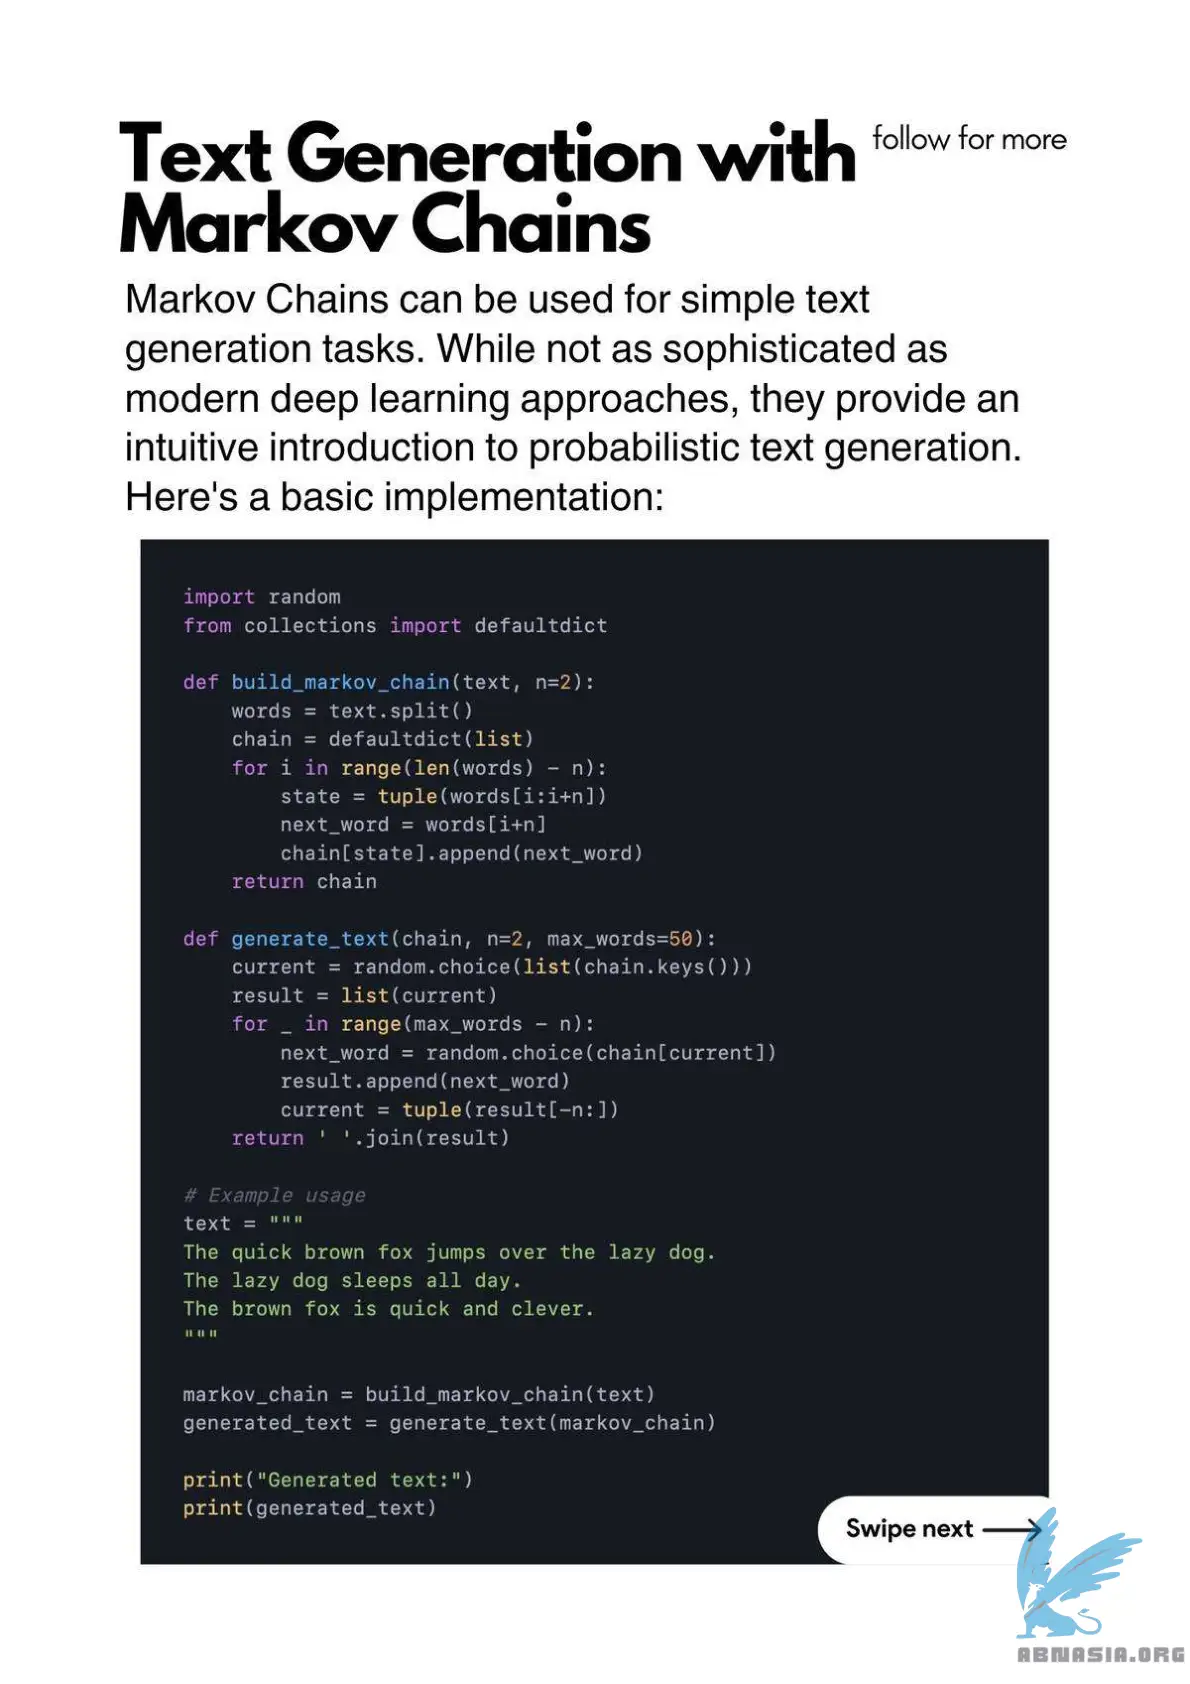 Text Generation with
Markov Chains
follow for more
Markov Chains can be used for simple text
generation tasks. While not as sophisticated as
modern deep learning approaches, they provide an
intuitive introduction to probabilistic text generation.
Here's a basic implementation:
import random
from collections import defaultdict

def build_markov_chain(text, n=2):
    words = text.split()
    chain = defaultdict(list)
    for i in range(len(words) - n):
        state = tuple(words[i:i+n])
        next_word = words[i+n]
        chain[state].append(next_word)
    return chain

def generate_text(chain, n=2, max_words=50):
    current = random.choice(list(chain.keys()))
    result = list(current)
    for _ in range(max_words - n):
        next_word = random.choice(chain[current])
        result.append(next_word)
        current = tuple(result[-n:])
    return ' '.join(result)

# Example usage
text = """
The quick brown fox jumps over the lazy dog.
The lazy dog sleeps all day.
The brown fox is quick and clever.
"""

markov_chain = build_markov_chain(text)
generated_text = generate_text(markov_chain)

print("Generated text:")
print(generated_text)
Swipe next
ABNASIA.ORG